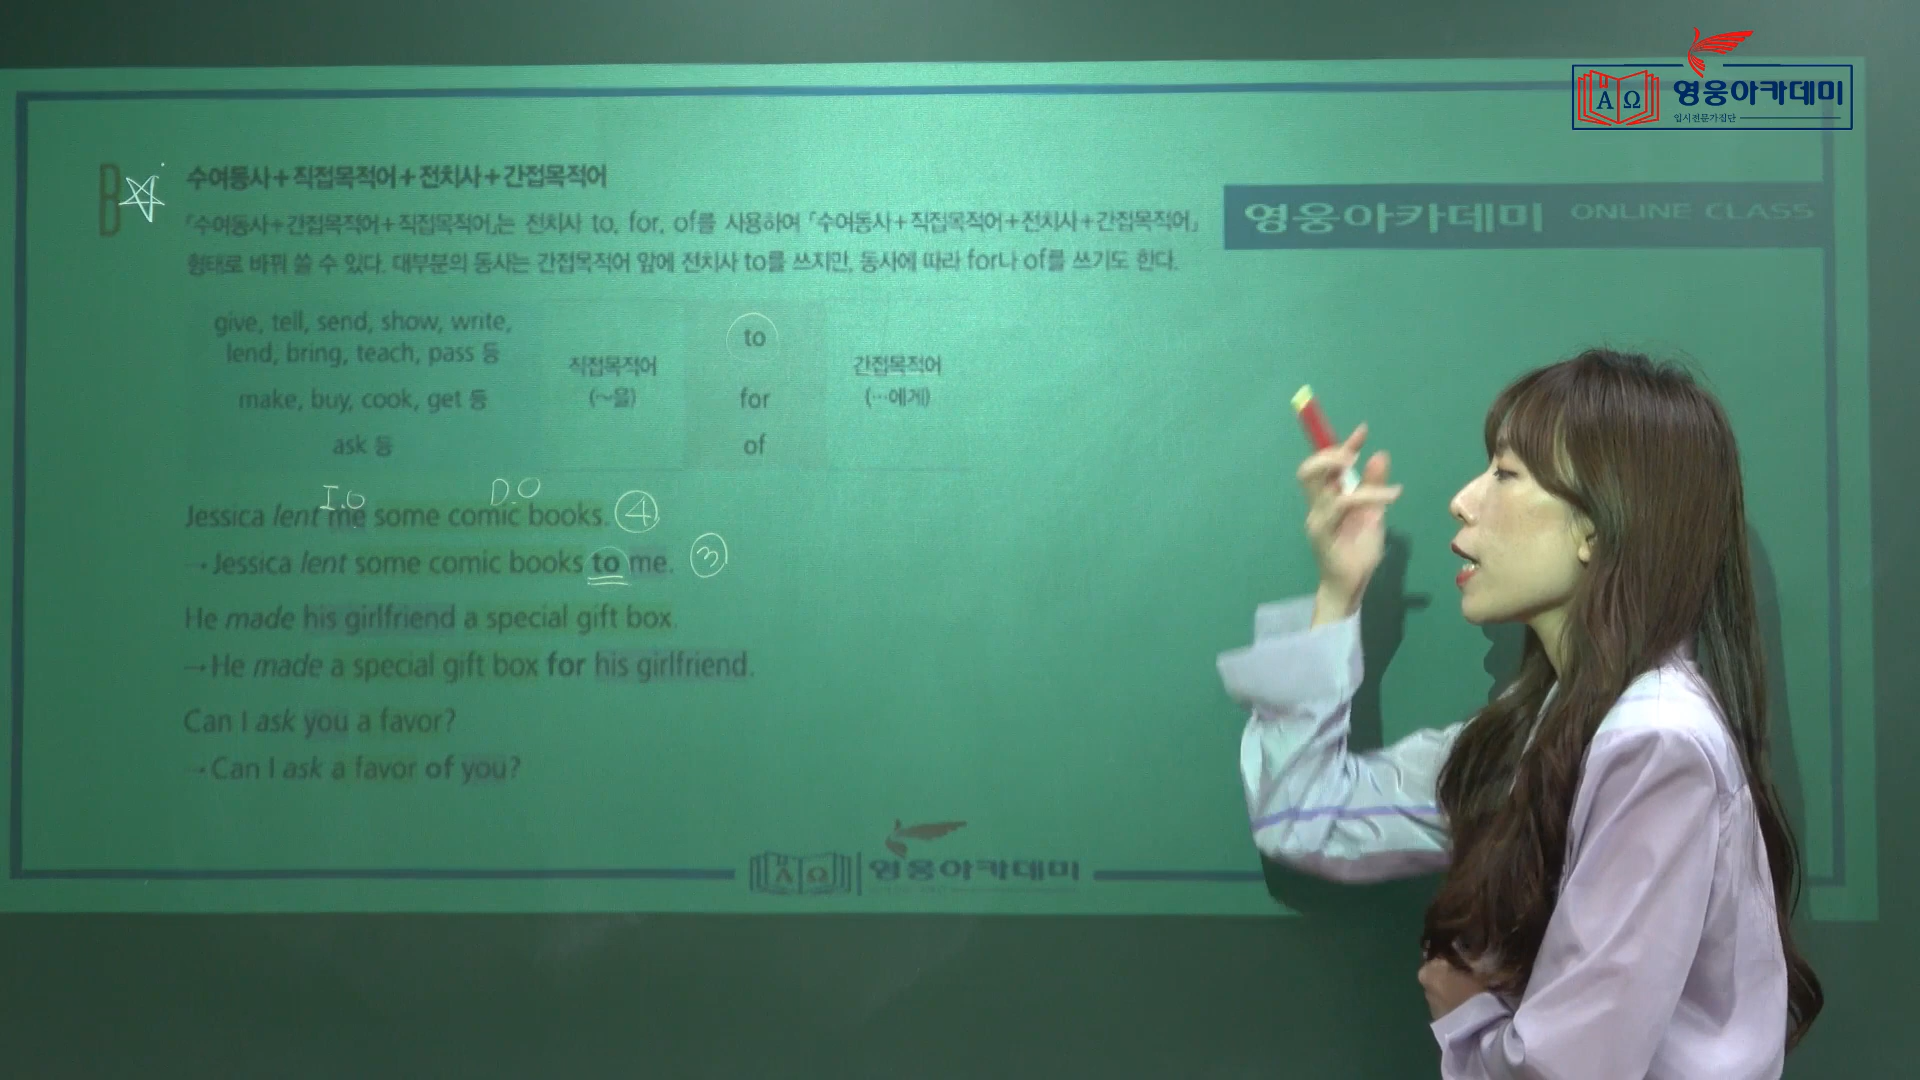 AΩ 영웅아카데미
입시전문가집단
B 수여동사+직접목적어+전치사+간접목적어
「수여동사+간접목적어+직접목적어」는 전치사 to, for, of를 사용하여 「수여동사+직접목적어+전치사+간접목적어」
형태로 바꿔 쓸 수 있다. 대부분의 동사는 간접목적어 앞에 전치사 to를 쓰지만, 동사에 따라 for나 of를 쓰기도 한다.
영웅아카데미 ONLINE CLASS
give, tell, send, show, write,
lend, bring, teach, pass 등
make, buy, cook, get 등
ask 등
직접목적어
(~을)
to
for
of
간접목적어
(…에게)
I.O D.O
Jessica lent me some comic books. ④
→Jessica lent some comic books to me. ③
He made his girlfriend a special gift box.
→He made a special gift box for his girlfriend.
Can I ask you a favor?
→Can I ask a favor of you?
AΩ 영웅아카데미